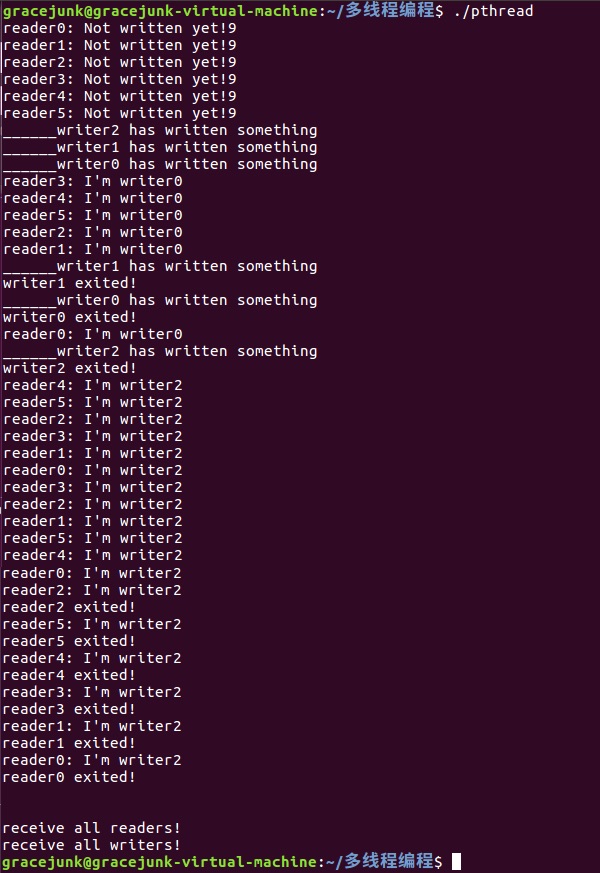 gracejunk@gracejunk-virtual-machine:~/多线程编程$ ./pthread
reader0: Not written yet!9
reader1: Not written yet!9
reader2: Not written yet!9
reader3: Not written yet!9
reader4: Not written yet!9
reader5: Not written yet!9
______writer2 has written something
______writer1 has written something
______writer0 has written something
reader3: I'm writer0
reader4: I'm writer0
reader5: I'm writer0
reader2: I'm writer0
reader1: I'm writer0
______writer1 has written something
writer1 exited!
______writer0 has written something
writer0 exited!
reader0: I'm writer0
______writer2 has written something
writer2 exited!
reader4: I'm writer2
reader5: I'm writer2
reader2: I'm writer2
reader3: I'm writer2
reader1: I'm writer2
reader0: I'm writer2
reader3: I'm writer2
reader2: I'm writer2
reader1: I'm writer2
reader5: I'm writer2
reader4: I'm writer2
reader0: I'm writer2
reader2: I'm writer2
reader2 exited!
reader5: I'm writer2
reader5 exited!
reader4: I'm writer2
reader4 exited!
reader3: I'm writer2
reader3 exited!
reader1: I'm writer2
reader1 exited!
reader0: I'm writer2
reader0 exited!
receive all readers!
receive all writers!
gracejunk@gracejunk-virtual-machine:~/多线程编程$